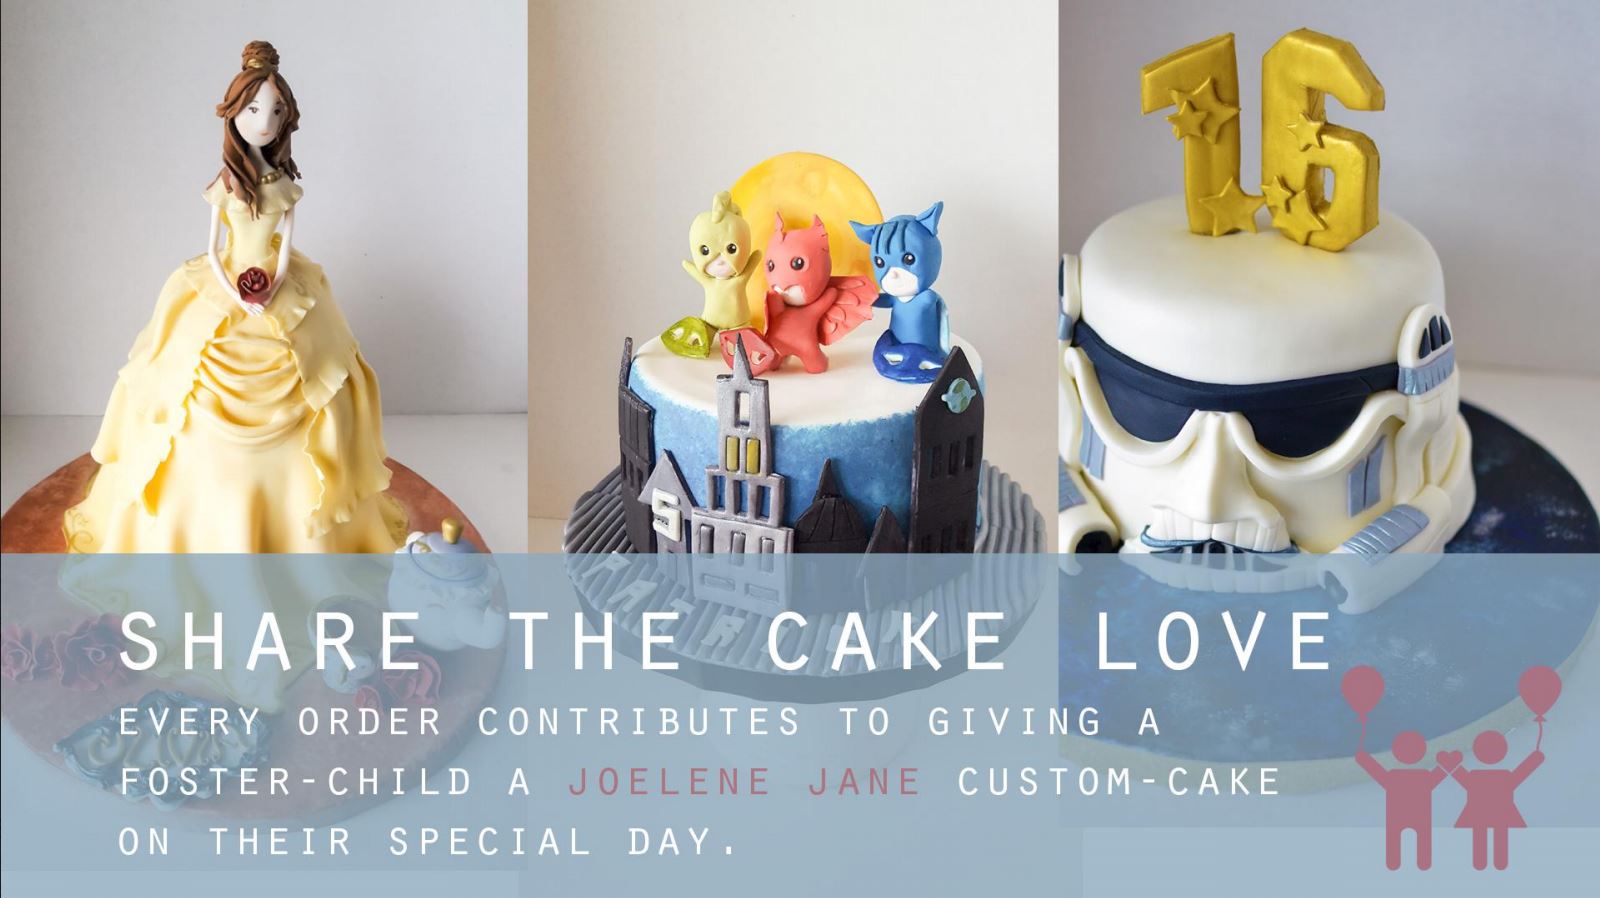 16
5
SHARE THE CAKE LOVE
EVERY ORDER CONTRIBUTES TO GIVING A
FOSTER-CHILD A JOELENE JANE CUSTOM-CAKE
ON THEIR SPECIAL DAY.